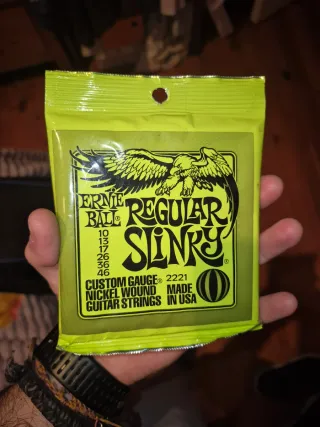 ERNIE
BALL®
REGULAR
SLINKY®
10
13
17
26
36
46
CUSTOM GAUGE® 2221
NICKEL WOUND MADE
GUITAR STRINGS IN USA